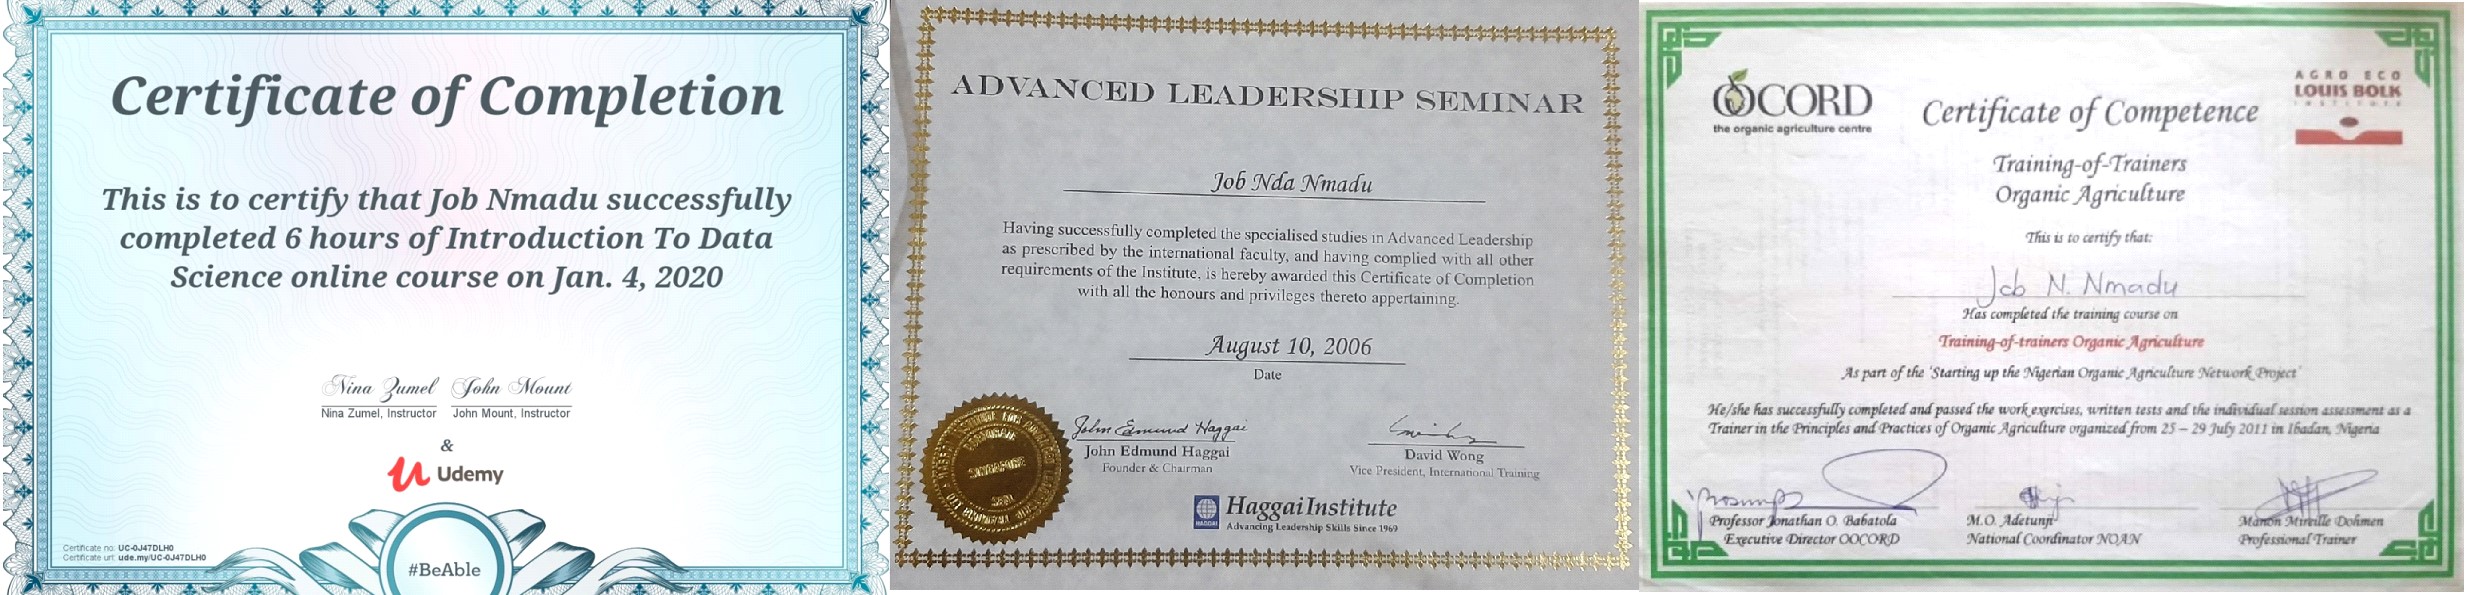 Certificate of Completion
This is to certify that Job Nmadu successfully
completed 6 hours of Introduction To Data
Science online course on Jan. 4, 2020
Nina Zumel John Mount
Nina Zumel, Instructor John Mount, Instructor
&
Udemy
Certificate no: UC-0J47DLH0
Certificate url: ude.my/UC-0J47DLH0
#BeAble
ADVANCED LEADERSHIP SEMINAR
Job Nda Nmadu
Having successfully completed the specialised studies in Advanced Leadership
as prescribed by the international faculty, and having complied with all other
requirements of the Institute, is hereby awarded this Certificate of Completion
with all the honours and privileges thereto appertaining.
August 10, 2006
Date
John Edmund Haggai
John Edmund Haggai
Founder & Chairman
David Wong
Vice President, International Training
SINGAPORE
HAGGAI
Haggai Institute
Advancing Leadership Skills Since 1969
OOCORD
the organic agriculture centre
AGRO ECO
LOUIS BOLK
INSTITUTE
Certificate of Competence
Training-of-Trainers
Organic Agriculture
This is to certify that:
Job N. Nmadu
Has completed the training course on
Training-of-trainers Organic Agriculture
As part of the 'Starting up the Nigerian Organic Agriculture Network Project'
He/she has successfully completed and passed the work exercises, written tests and the individual session assessment as a
Trainer in the Principles and Practices of Organic Agriculture organized from 25 – 29 July 2011 in Ibadan, Nigeria
Professor Jonathan O. Babatola
Executive Director OOCORD
M.O. Adetunji
National Coordinator NOAN
Manon Mireille Dohmen
Professional Trainer